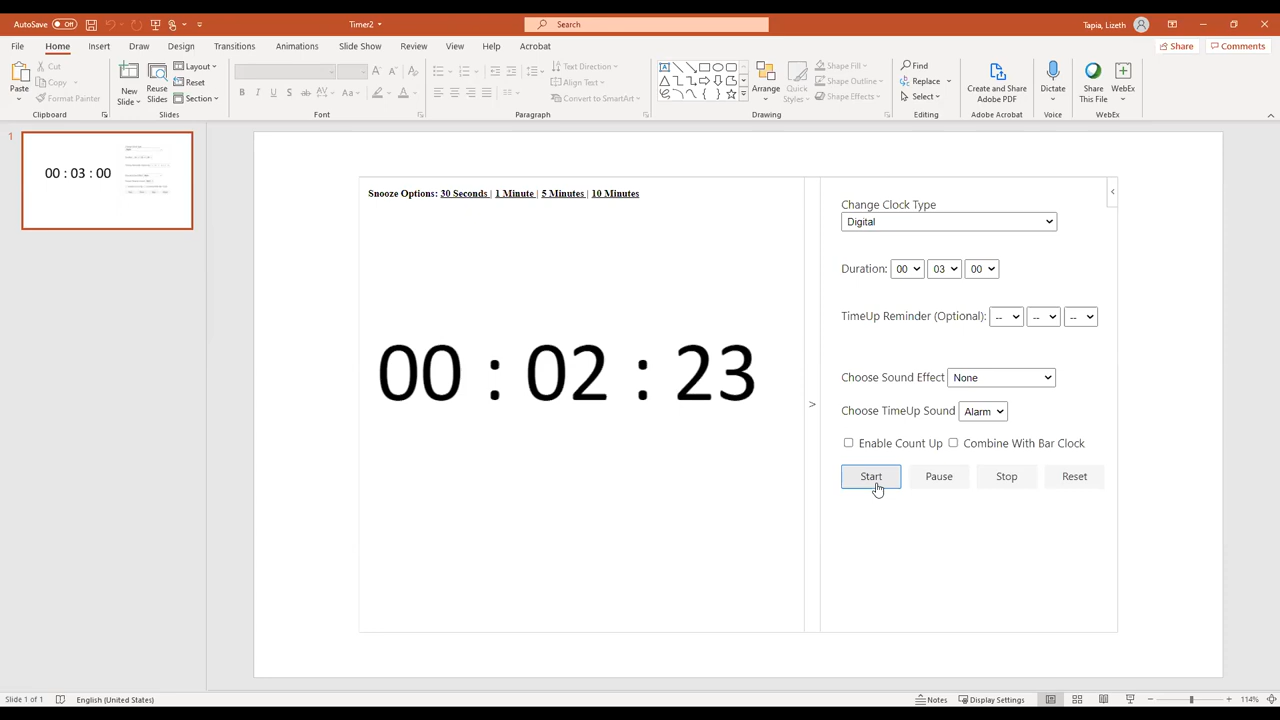 AutoSave Off Timer2 Search Tapia, Lizeth
File Home Insert Draw Design Transitions Animations Slide Show Review View Help Acrobat Share Comments
Paste Cut Copy Format Painter Clipboard
New Slide Reuse Slides Layout Reset Section Slides
B I U S ab AV Aa A Font
Text Direction Align Text Convert to SmartArt Paragraph
Arrange Quick Styles Shape Fill Shape Outline Shape Effects Drawing
Find Replace Select Editing
Create and Share Adobe PDF Adobe Acrobat
Dictate Voice
Share This File WebEx WebEx
1
00 : 03 : 00
Snooze Options: 30 Seconds | 1 Minute | 5 Minutes | 10 Minutes
00 : 02 : 23
>
<
Change Clock Type
Digital
Duration: 00 03 00
TimeUp Reminder (Optional): -- -- --
Choose Sound Effect None
Choose TimeUp Sound Alarm
Enable Count Up Combine With Bar Clock
Start Pause Stop Reset
Slide 1 of 1 English (United States) Notes Display Settings 114%